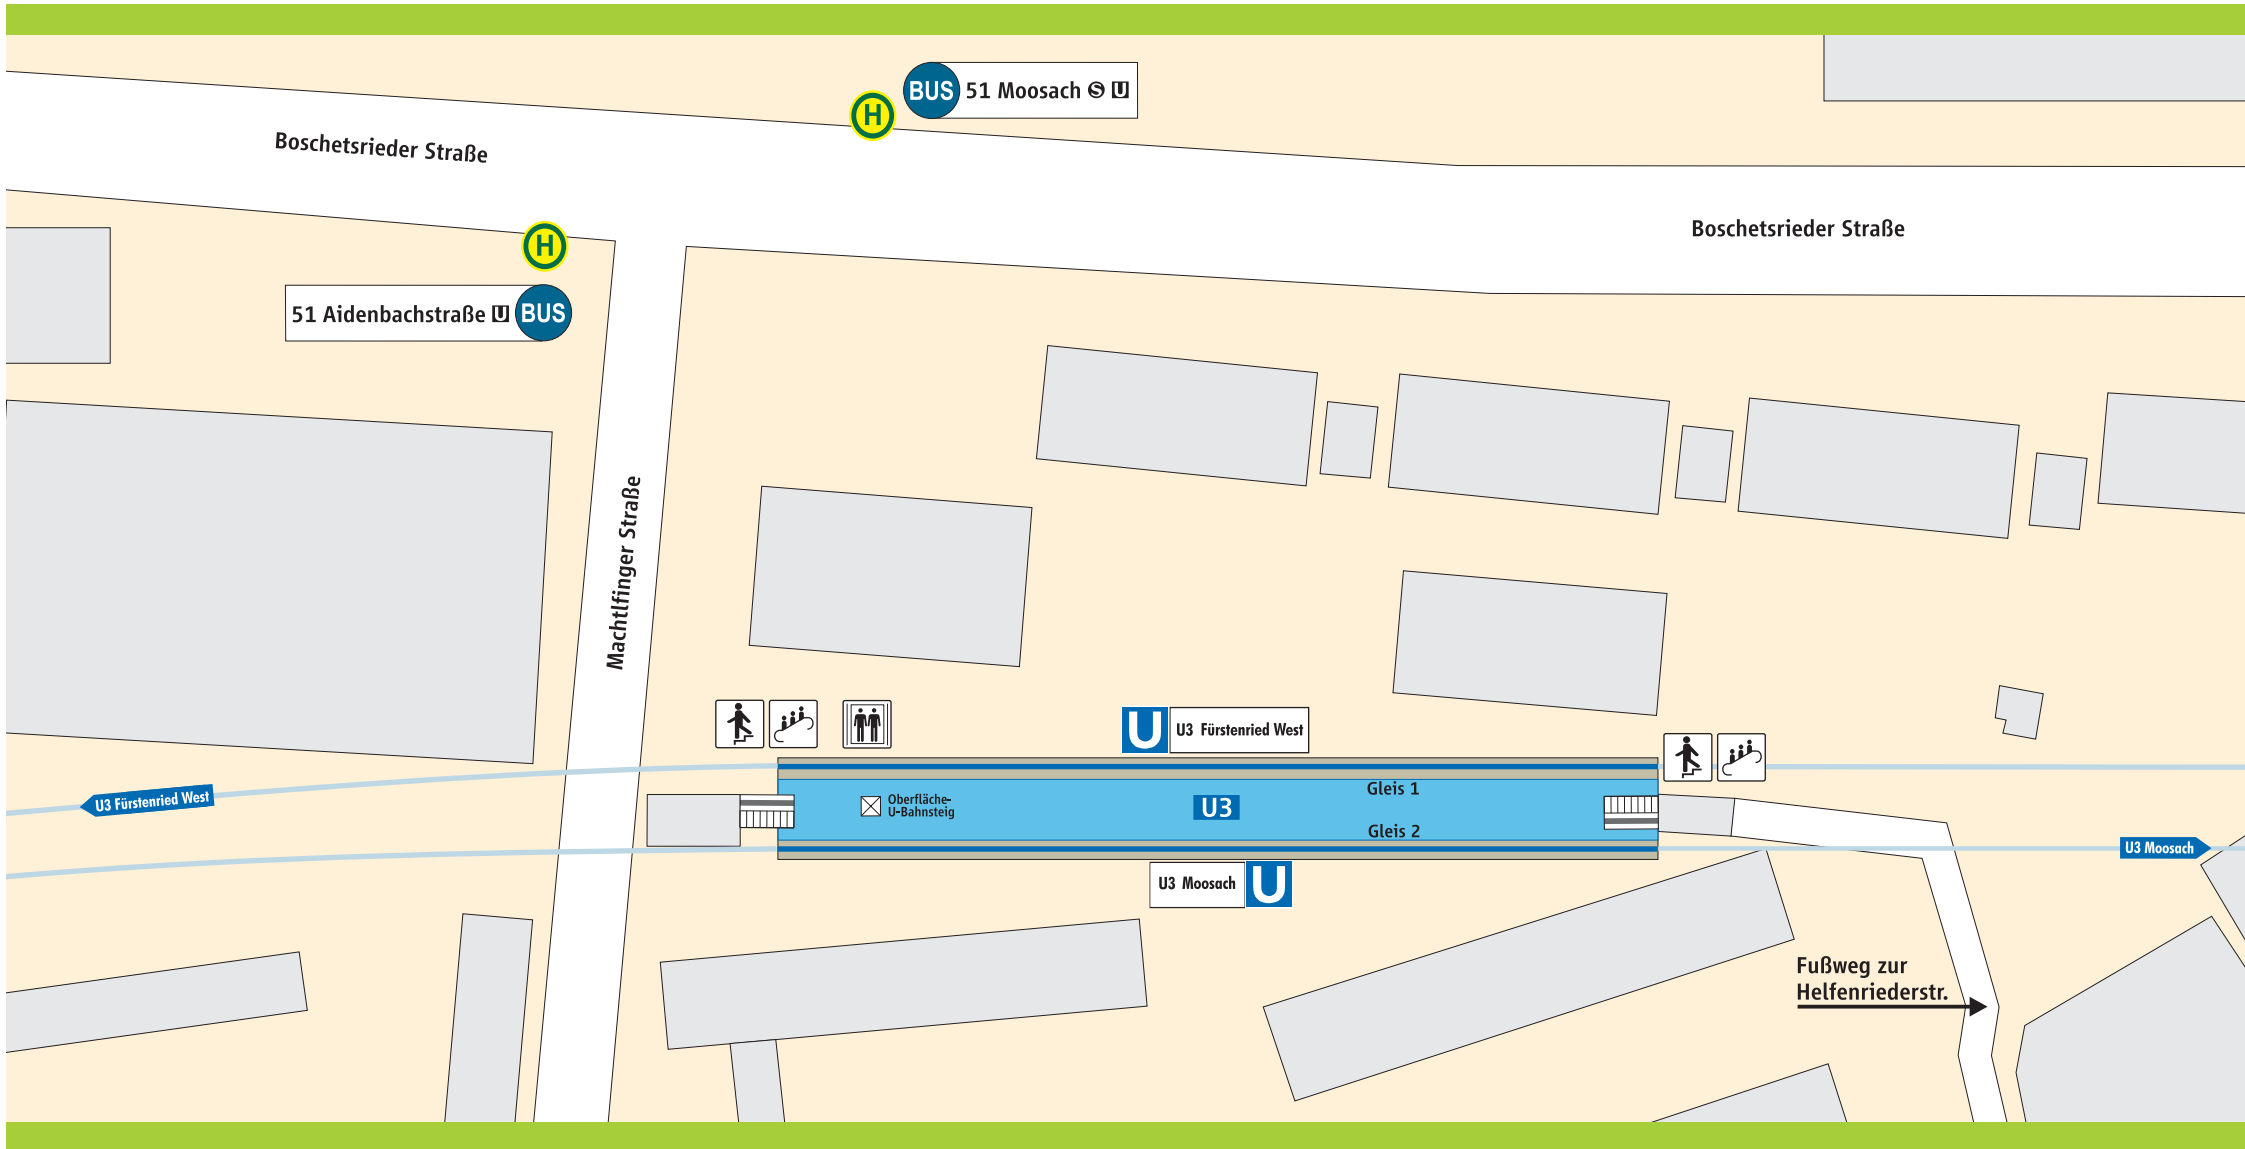 BUS 51 Moosach S U
H
Boschetsrieder Straße
Boschetsrieder Straße
H
51 Aidenbachstraße U BUS
Machtlfinger Straße
U U3 Fürstenried West
U3 Fürstenried West
Oberfläche-
U-Bahnsteig
U3
Gleis 1
Gleis 2
U3 Moosach
U3 Moosach U
Fußweg zur
Helfenriederstr.